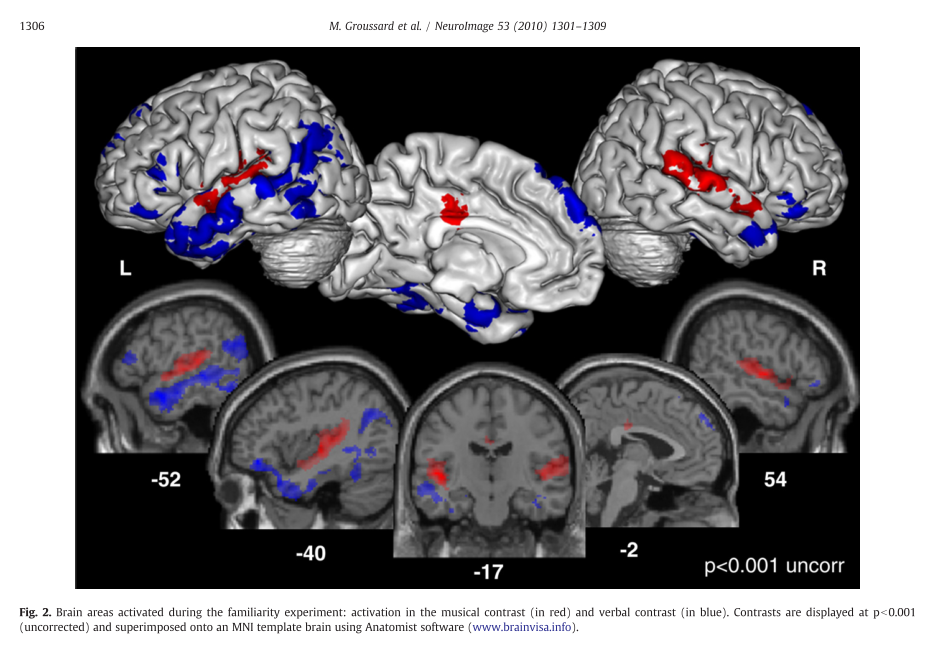 1306
M. Groussard et al. / NeuroImage 53 (2010) 1301–1309
L
R
-52
54
-40
-2
-17
p<0.001 uncorr
Fig. 2. Brain areas activated during the familiarity experiment: activation in the musical contrast (in red) and verbal contrast (in blue). Contrasts are displayed at p<0.001
(uncorrected) and superimposed onto an MNI template brain using Anatomist software (www.brainvisa.info).